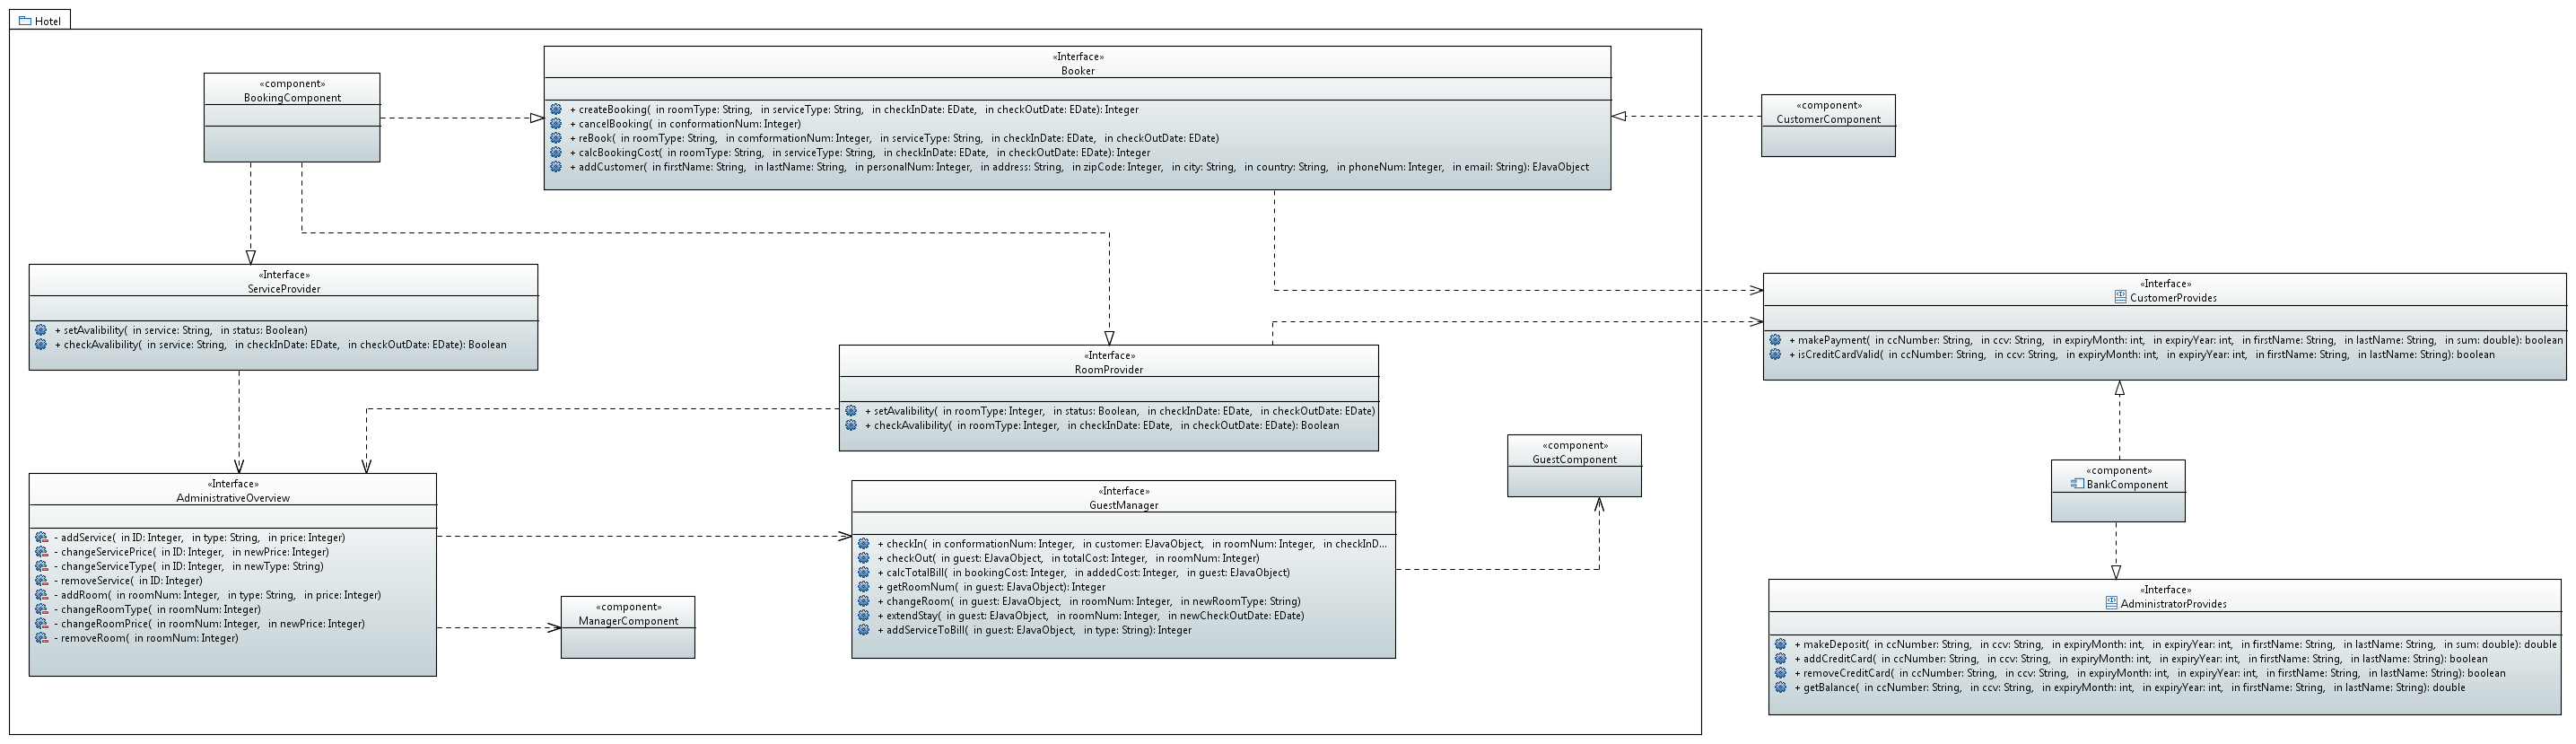 Hotel
«component»
BookingComponent
«Interface»
Booker
+ createBooking( in roomType: String, in serviceType: String, in checkInDate: EDate, in checkOutDate: EDate): Integer
+ cancelBooking( in conformationNum: Integer)
+ reBook( in roomType: String, in comformationNum: Integer, in serviceType: String, in checkInDate: EDate, in checkOutDate: EDate)
+ calcBookingCost( in roomType: String, in serviceType: String, in checkInDate: EDate, in checkOutDate: EDate): Integer
+ addCustomer( in firstName: String, in lastName: String, in personalNum: Integer, in address: String, in zipCode: Integer, in city: String, in country: String, in phoneNum: Integer, in email: String): EJavaObject
«component»
CustomerComponent
«Interface»
ServiceProvider
+ setAvalibility( in service: String, in status: Boolean)
+ checkAvalibility( in service: String, in checkInDate: EDate, in checkOutDate: EDate): Boolean
«Interface»
RoomProvider
+ setAvalibility( in roomType: Integer, in status: Boolean, in checkInDate: EDate, in checkOutDate: EDate)
+ checkAvalibility( in roomType: Integer, in checkInDate: EDate, in checkOutDate: EDate): Boolean
«Interface»
CustomerProvides
+ makePayment( in ccNumber: String, in ccv: String, in expiryMonth: int, in expiryYear: int, in firstName: String, in lastName: String, in sum: double): boolean
+ isCreditCardValid( in ccNumber: String, in ccv: String, in expiryMonth: int, in expiryYear: int, in firstName: String, in lastName: String): boolean
«Interface»
AdministrativeOverview
- addService( in ID: Integer, in type: String, in price: Integer)
- changeServicePrice( in ID: Integer, in newPrice: Integer)
- changeServiceType( in ID: Integer, in newType: String)
- removeService( in ID: Integer)
- addRoom( in roomNum: Integer, in type: String, in price: Integer)
- changeRoomType( in roomNum: Integer)
- changeRoomPrice( in roomNum: Integer, in newPrice: Integer)
- removeRoom( in roomNum: Integer)
«component»
ManagerComponent
«Interface»
GuestManager
+ checkIn( in conformationNum: Integer, in customer: EJavaObject, in roomNum: Integer, in checkInD...
+ checkOut( in guest: EJavaObject, in totalCost: Integer, in roomNum: Integer)
+ calcTotalBill( in bookingCost: Integer, in addedCost: Integer, in guest: EJavaObject)
+ getRoomNum( in guest: EJavaObject): Integer
+ changeRoom( in guest: EJavaObject, in roomNum: Integer, in newRoomType: String)
+ extendStay( in guest: EJavaObject, in roomNum: Integer, in newCheckOutDate: EDate)
+ addServiceToBill( in guest: EJavaObject, in type: String): Integer
«component»
GuestComponent
«component»
BankComponent
«Interface»
AdministratorProvides
+ makeDeposit( in ccNumber: String, in ccv: String, in expiryMonth: int, in expiryYear: int, in firstName: String, in lastName: String, in sum: double): double
+ addCreditCard( in ccNumber: String, in ccv: String, in expiryMonth: int, in expiryYear: int, in firstName: String, in lastName: String): boolean
+ removeCreditCard( in ccNumber: String, in ccv: String, in expiryMonth: int, in expiryYear: int, in firstName: String, in lastName: String): boolean
+ getBalance( in ccNumber: String, in ccv: String, in expiryMonth: int, in expiryYear: int, in firstName: String, in lastName: String): double